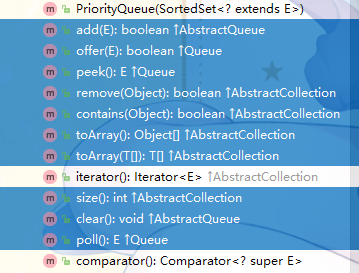 PriorityQueue(SortedSet<? extends E>)
add(E): boolean ↑AbstractQueue
offer(E): boolean ↑Queue
peek(): E ↑Queue
remove(Object): boolean ↑AbstractCollection
contains(Object): boolean ↑AbstractCollection
toArray(): Object[] ↑AbstractCollection
toArray(T[]): T[] ↑AbstractCollection
iterator(): Iterator<E> ↑AbstractCollection
size(): int ↑AbstractCollection
clear(): void ↑AbstractQueue
poll(): E ↑Queue
comparator(): Comparator<? super E>